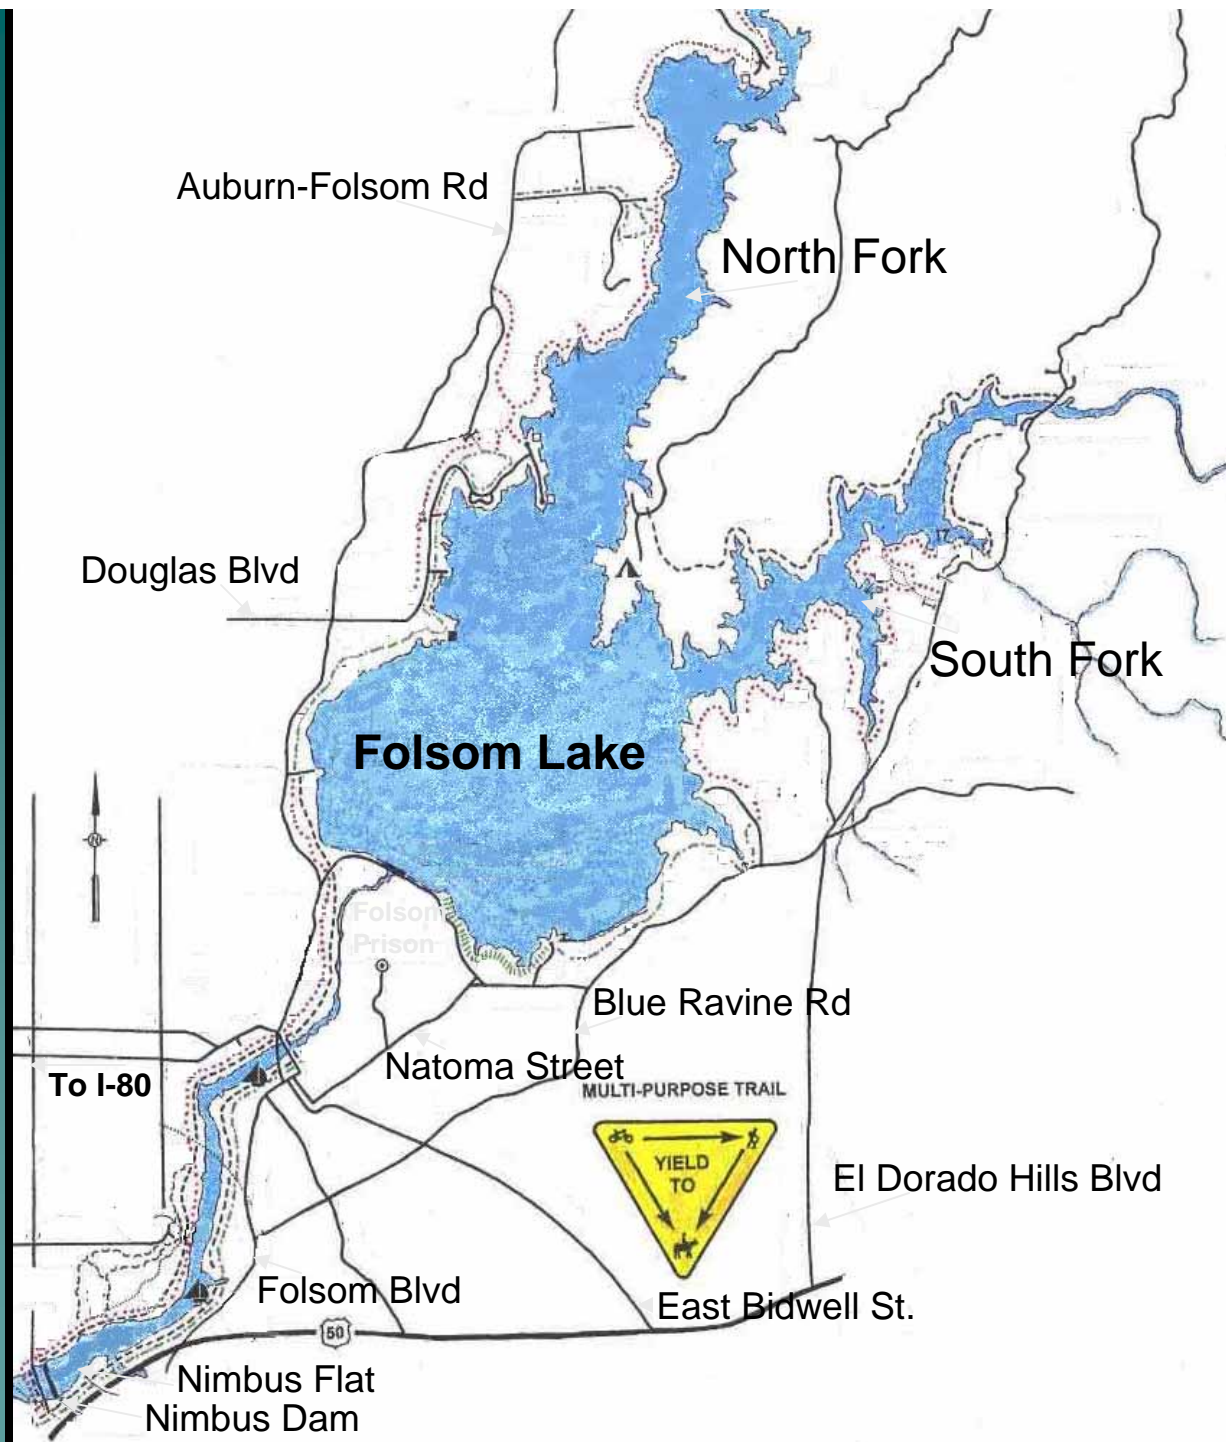 Auburn-Folsom Rd
North Fork
Douglas Blvd
South Fork
Folsom Lake
N
Folsom
Prison
Blue Ravine Rd
Natoma Street
To I-80
MULTI-PURPOSE TRAIL
YIELD
TO
El Dorado Hills Blvd
Folsom Blvd
East Bidwell St.
50
Nimbus Flat
Nimbus Dam